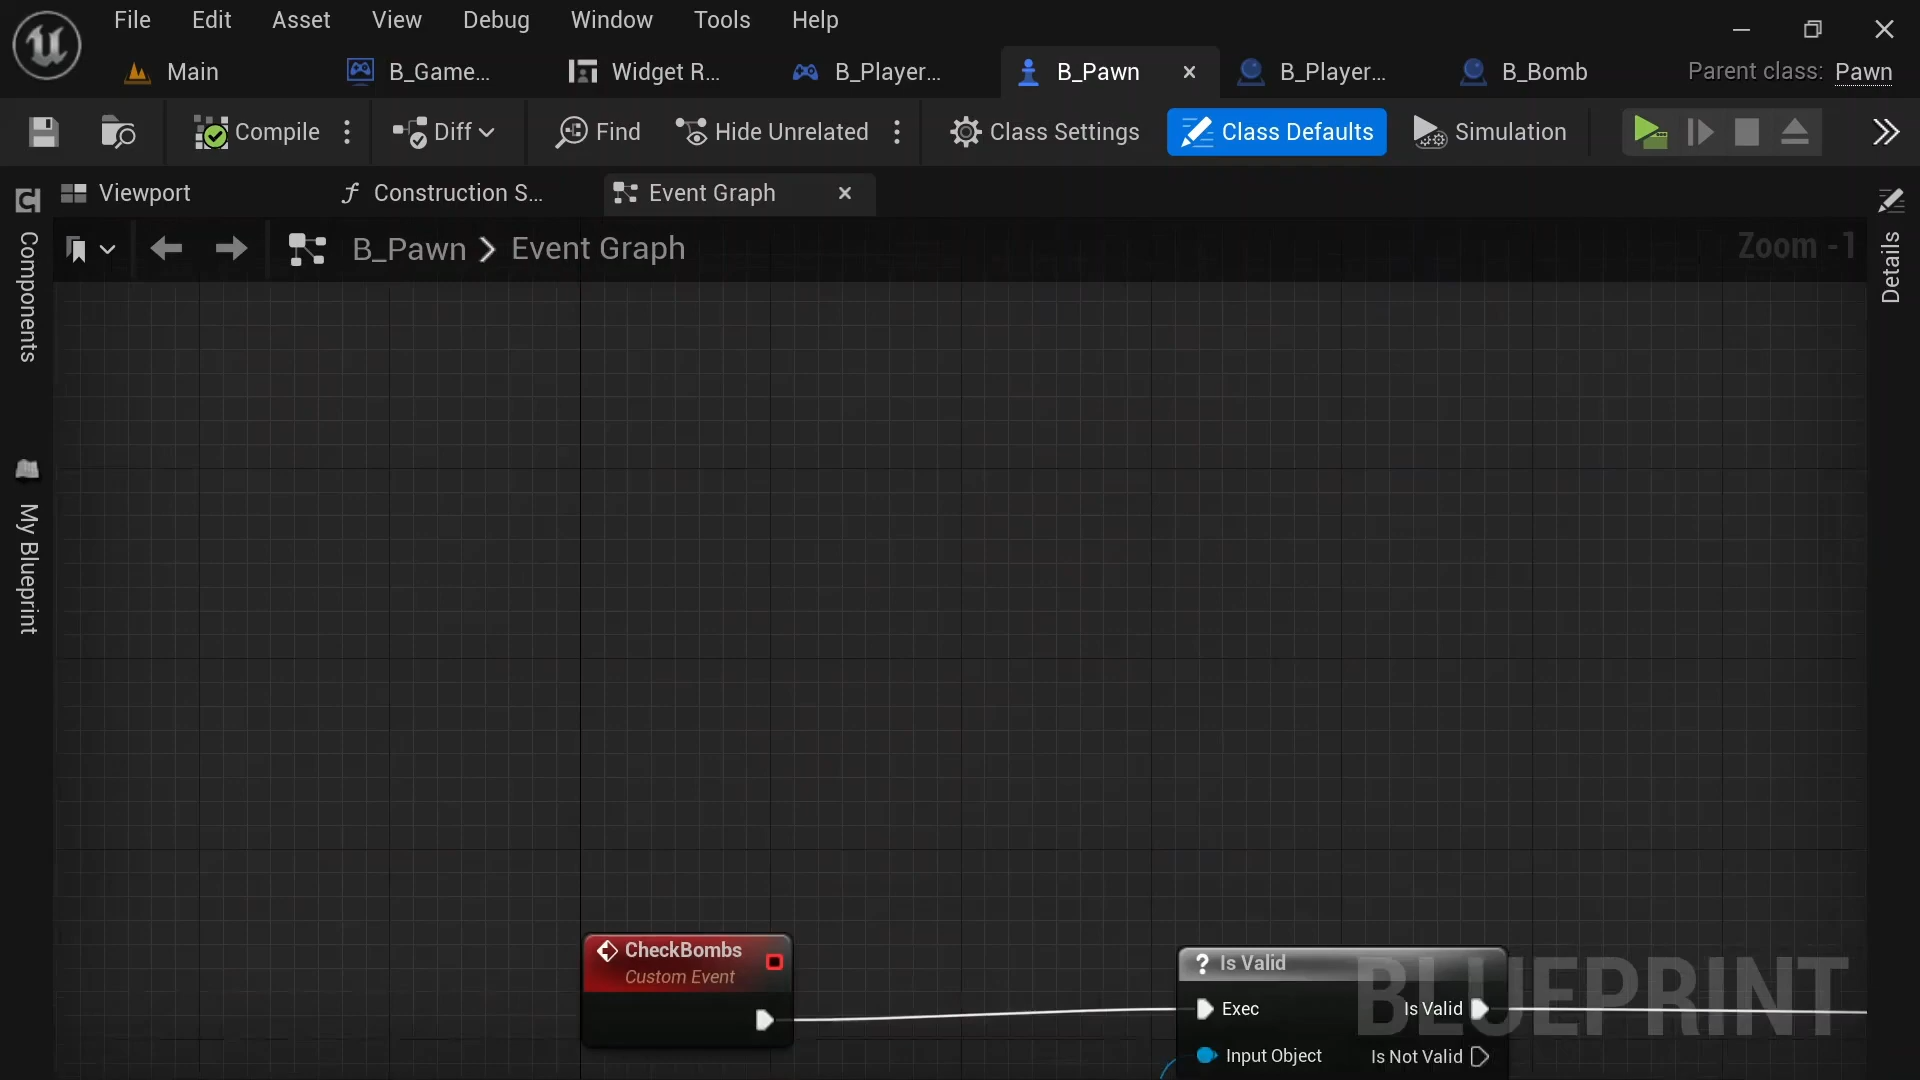 File Edit Asset View Debug Window Tools Help
Main B_Game... Widget R... B_Player... B_Pawn B_Player... B_Bomb Parent class: Pawn
Compile Diff Find Hide Unrelated Class Settings Class Defaults Simulation
Viewport Construction S... Event Graph
B_Pawn Event Graph Zoom -1
Components
My Blueprint
Details
CheckBombs
Custom Event
? Is Valid
Exec Is Valid
Input Object Is Not Valid
BLUEPRINT